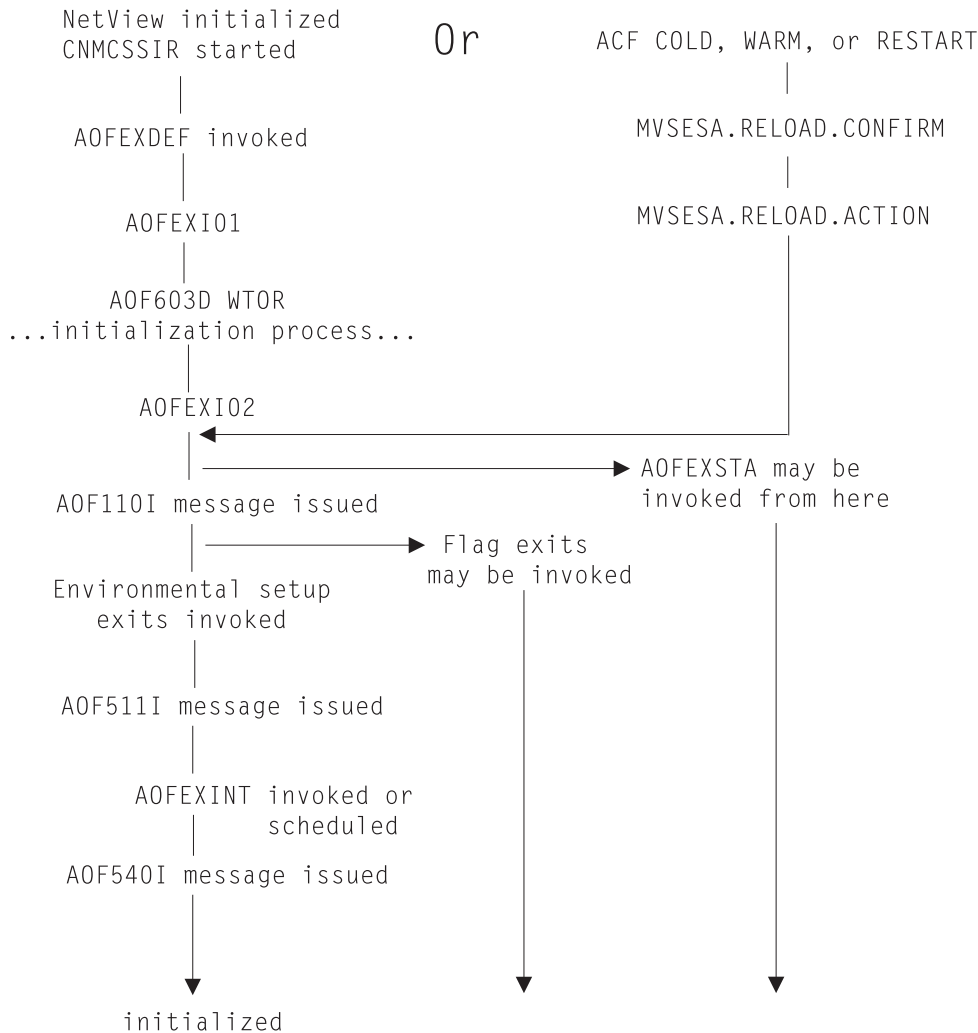 NetView initialized
CNMCSSIR started
Or
ACF COLD, WARM, or RESTART
AOFEXDEF invoked
MVSESA.RELOAD.CONFIRM
AOFEXI01
MVSESA.RELOAD.ACTION
AOF603D WTOR
...initialization process...
AOFEXI02
AOFEXSTA may be
invoked from here
AOF110I message issued
Flag exits
may be invoked
Environmental setup
exits invoked
AOF511I message issued
AOFEXINT invoked or
scheduled
AOF540I message issued
initialized